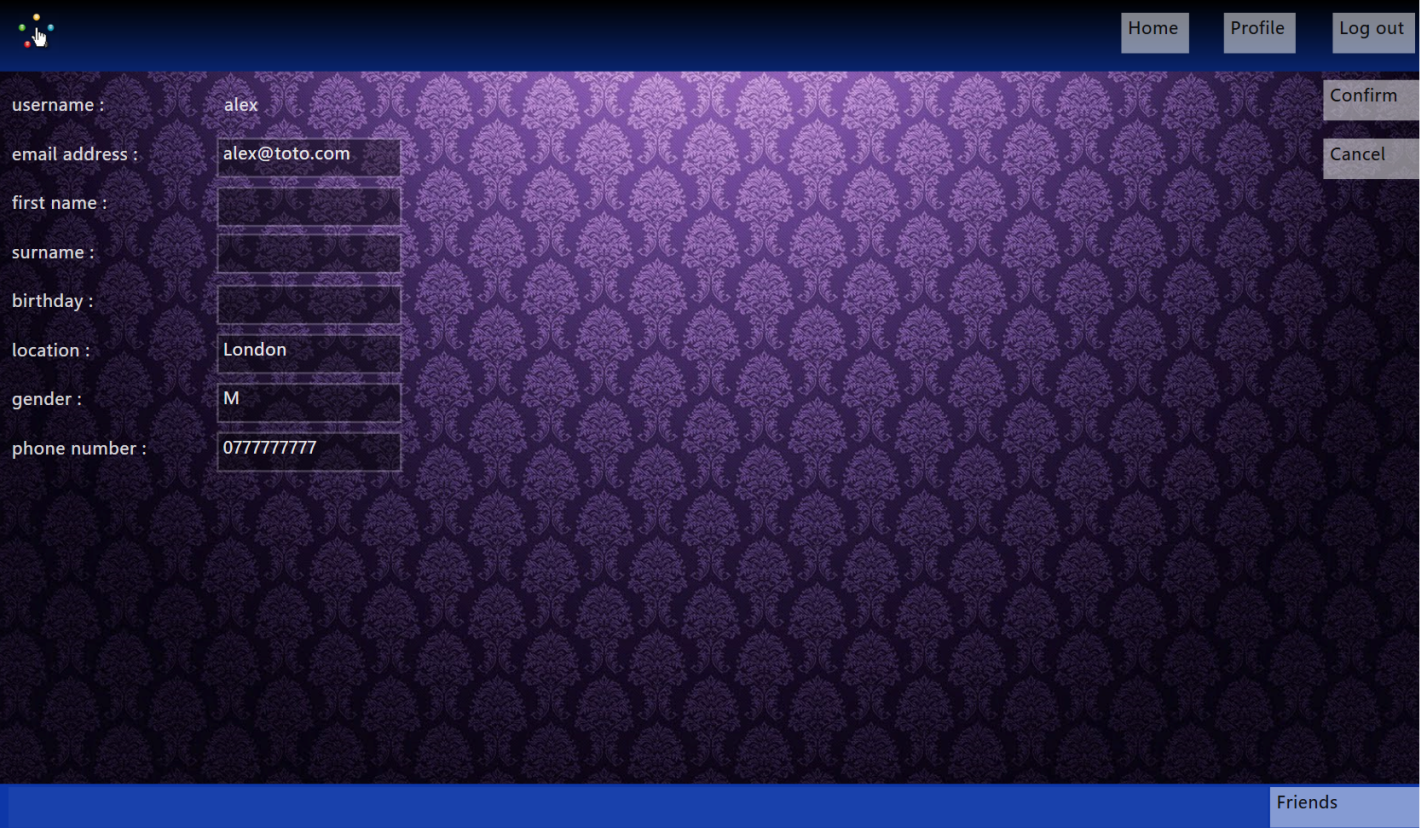 Home Profile Log out
username : alex
Confirm
email address : alex@toto.com
Cancel
first name :
surname :
birthday :
location : London
gender : M
phone number : 0777777777
Friends